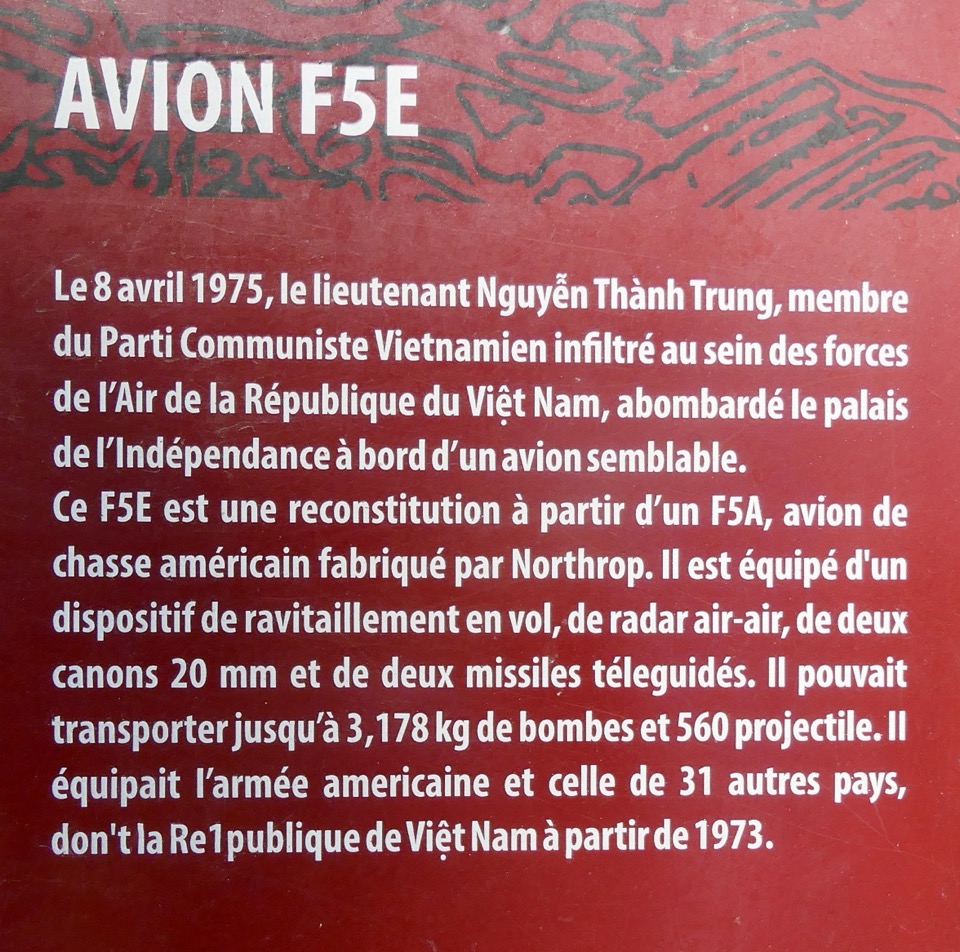 AVION F5E
Le 8 avril 1975, le lieutenant Nguyễn Thành Trung, membre
du Parti Communiste Vietnamien infiltré au sein des forces
de l’Air de la République du Việt Nam, abombardé le palais
de l’Indépendance à bord d’un avion semblable.
Ce F5E est une reconstitution à partir d’un F5A, avion de
chasse américain fabriqué par Northrop. Il est équipé d'un
dispositif de ravitaillement en vol, de radar air-air, de deux
canons 20 mm et de deux missiles téleguidés. Il pouvait
transporter jusqu’à 3,178 kg de bombes et 560 projectile. Il
équipait l’armée americaine et celle de 31 autres pays,
don't la Re1publique de Việt Nam à partir de 1973.